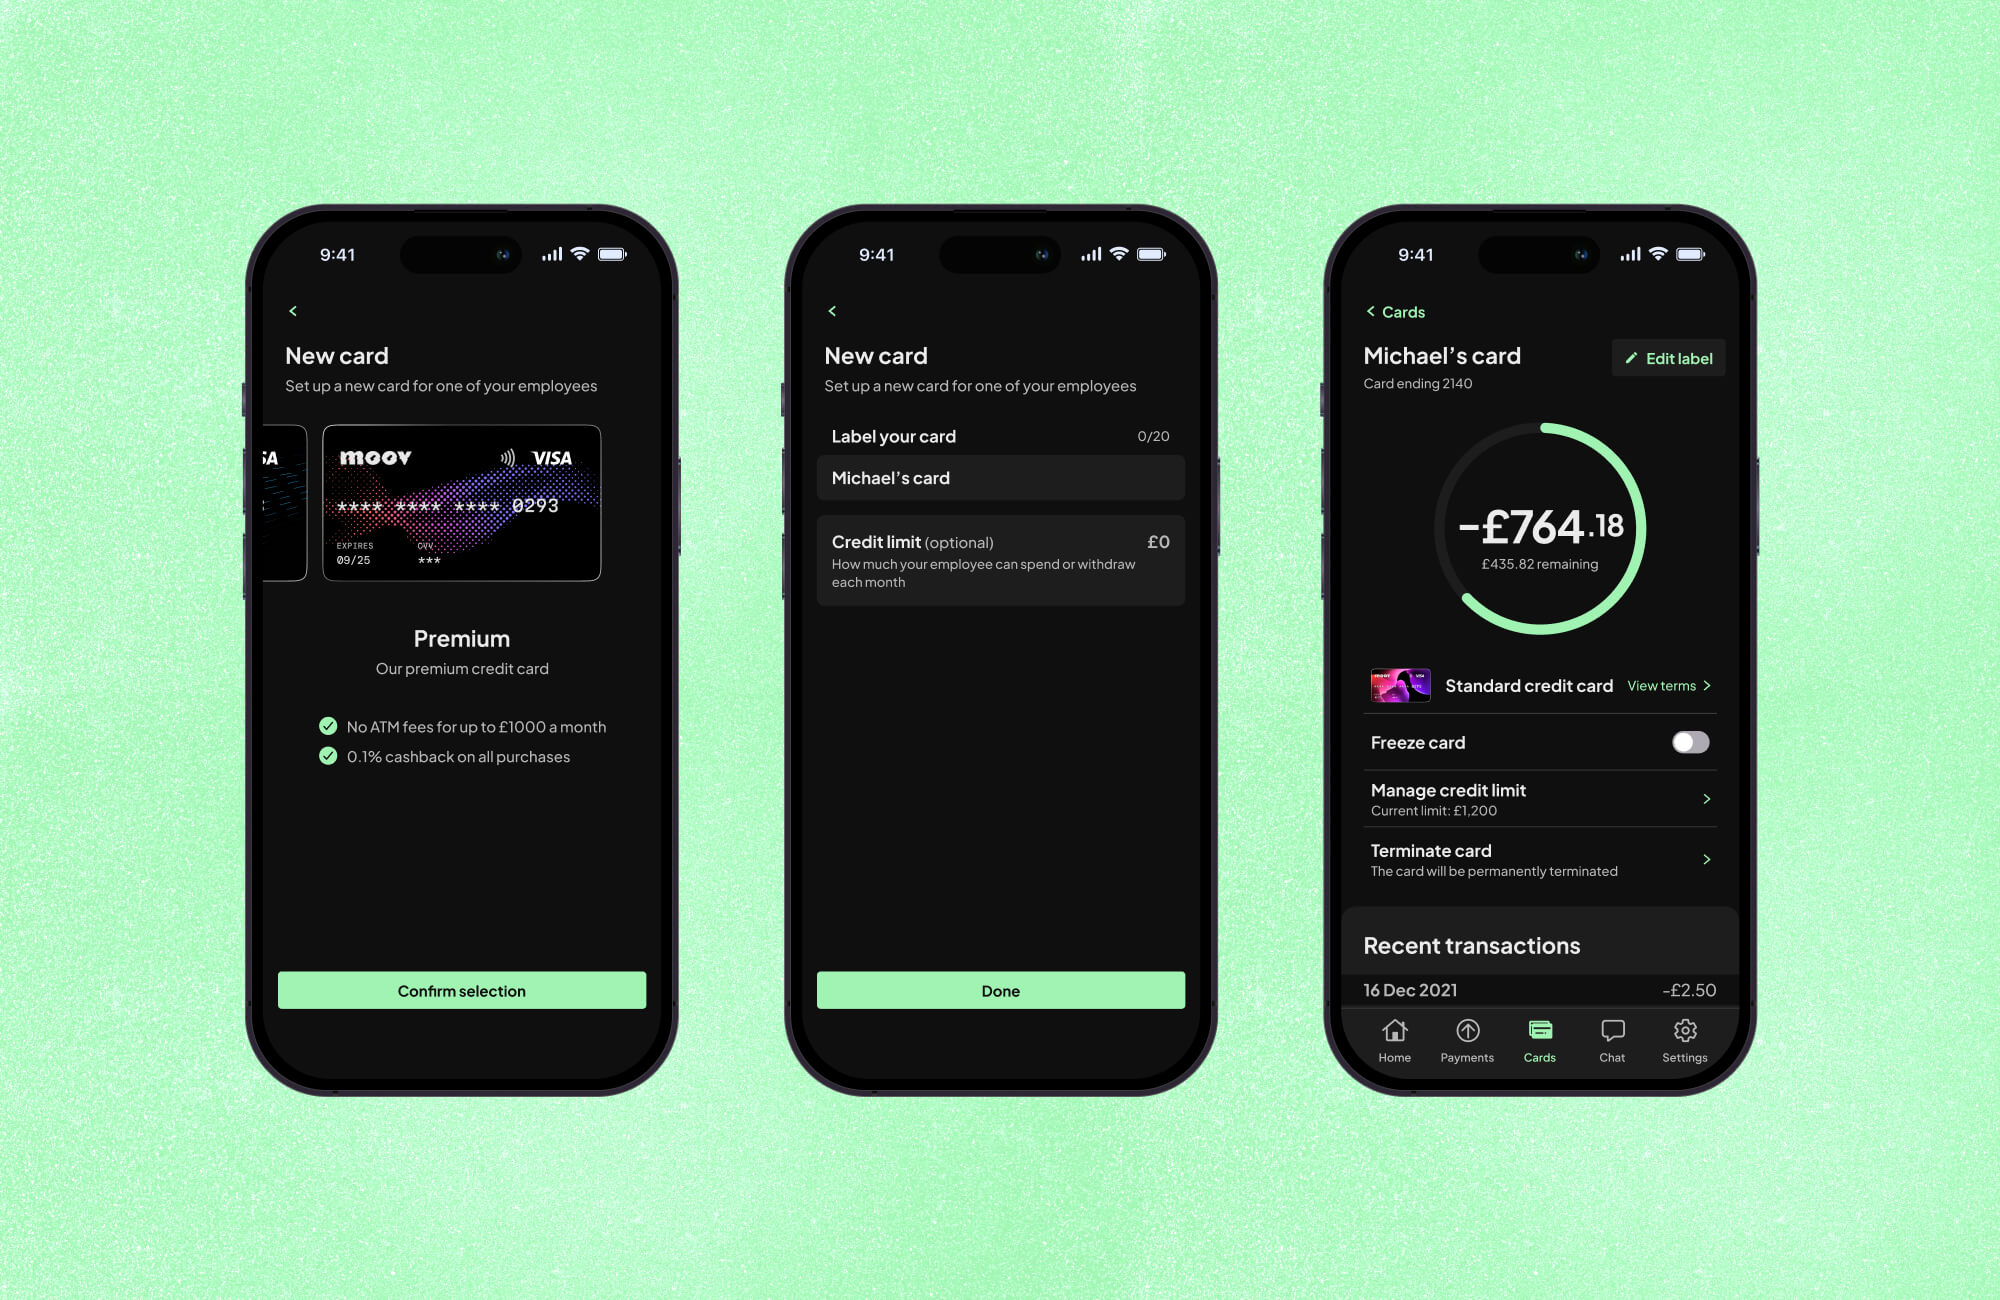 9:41
New card
Set up a new card for one of your employees
SA
moov VISA
**** **** **** 0293
EXPIRES CVV
09/25 ***
Premium
Our premium credit card
No ATM fees for up to £1000 a month
0.1% cashback on all purchases
Confirm selection
9:41
New card
Set up a new card for one of your employees
Label your card 0/20
Michael’s card
Credit limit (optional) £0
How much your employee can spend or withdraw
each month
Done
9:41
Cards
Michael’s card
Edit label
Card ending 2140
-£764.18
£435.82 remaining
moov VISA
Standard credit card View terms
Freeze card
Manage credit limit
Current limit: £1,200
Terminate card
The card will be permanently terminated
Recent transactions
16 Dec 2021 -£2.50
Home Payments Cards Chat Settings